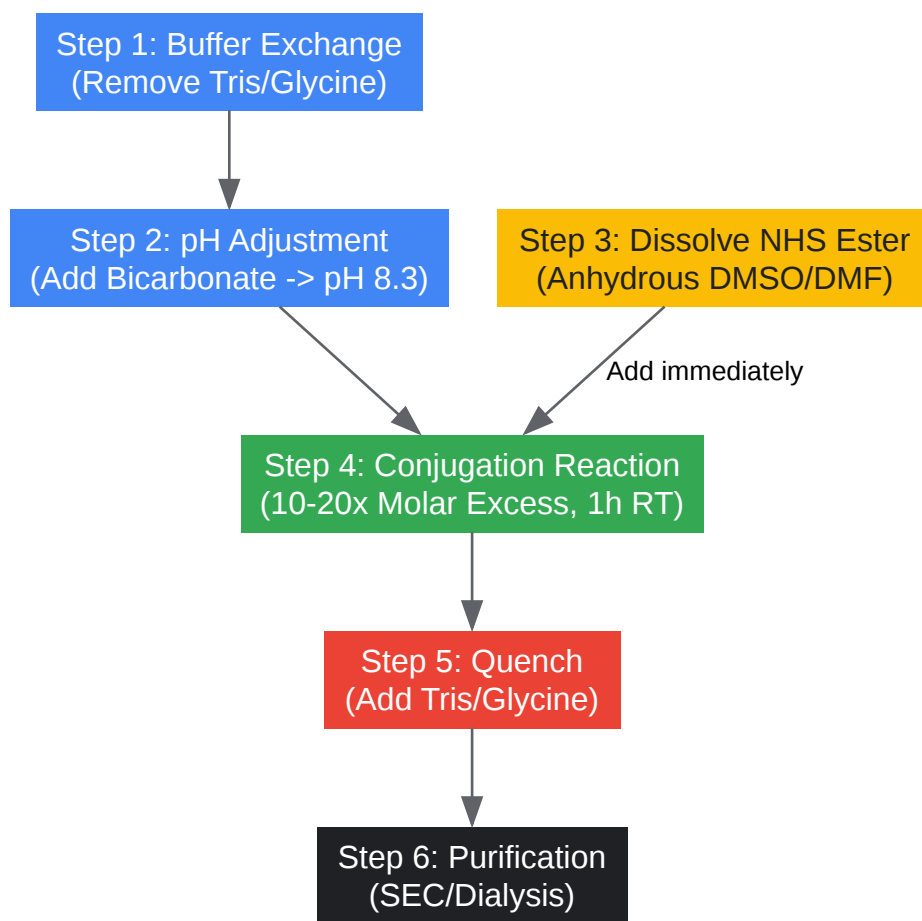 Step 1: Buffer Exchange
(Remove Tris/Glycine)
Step 2: pH Adjustment
(Add Bicarbonate -> pH 8.3)
Step 3: Dissolve NHS Ester
(Anhydrous DMSO/DMF)
Add immediately
Step 4: Conjugation Reaction
(10-20x Molar Excess, 1h RT)
Step 5: Quench
(Add Tris/Glycine)
Step 6: Purification
(SEC/Dialysis)